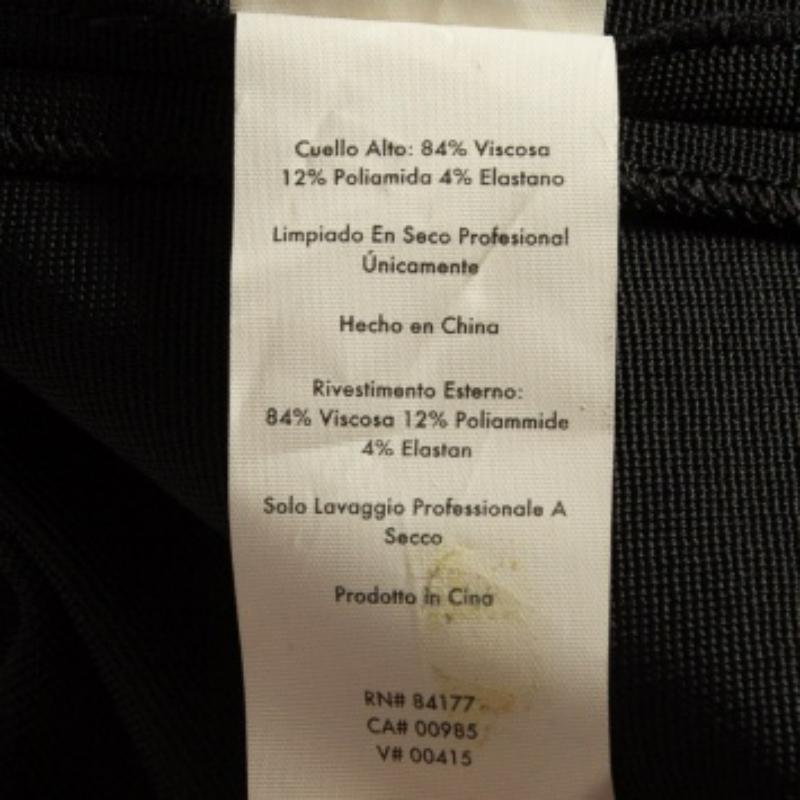 Cuello Alto: 84% Viscosa
12% Poliamida 4% Elastano
Limpiado En Seco Profesional
Únicamente
Hecho en China
Rivestimento Esterno:
84% Viscosa 12% Poliammide
4% Elastan
Solo Lavaggio Professionale A
Secco
Prodotto in Cina
RN# 84177
CA# 00985
V# 00415